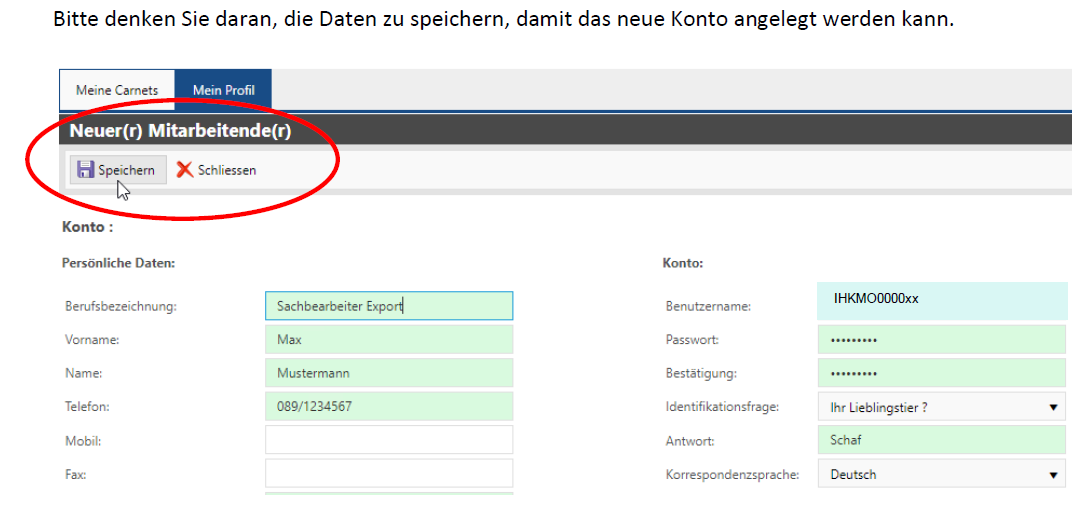 Bitte denken Sie daran, die Daten zu speichern, damit das neue Konto angelegt werden kann.
Meine Carnets Mein Profil
Neuer(r) Mitarbeitende(r)
Speichern Schliessen
Konto :
Persönliche Daten: Konto:
Berufsbezeichnung: Sachbearbeiter Export Benutzername: IHKMO0000xx
Vorname: Max Passwort: •••••••••
Name: Mustermann Bestätigung: •••••••••
Telefon: 089/1234567 Identifikationsfrage: Ihr Lieblingstier ?
Mobil: Antwort: Schaf
Fax: Korrespondenzsprache: Deutsch